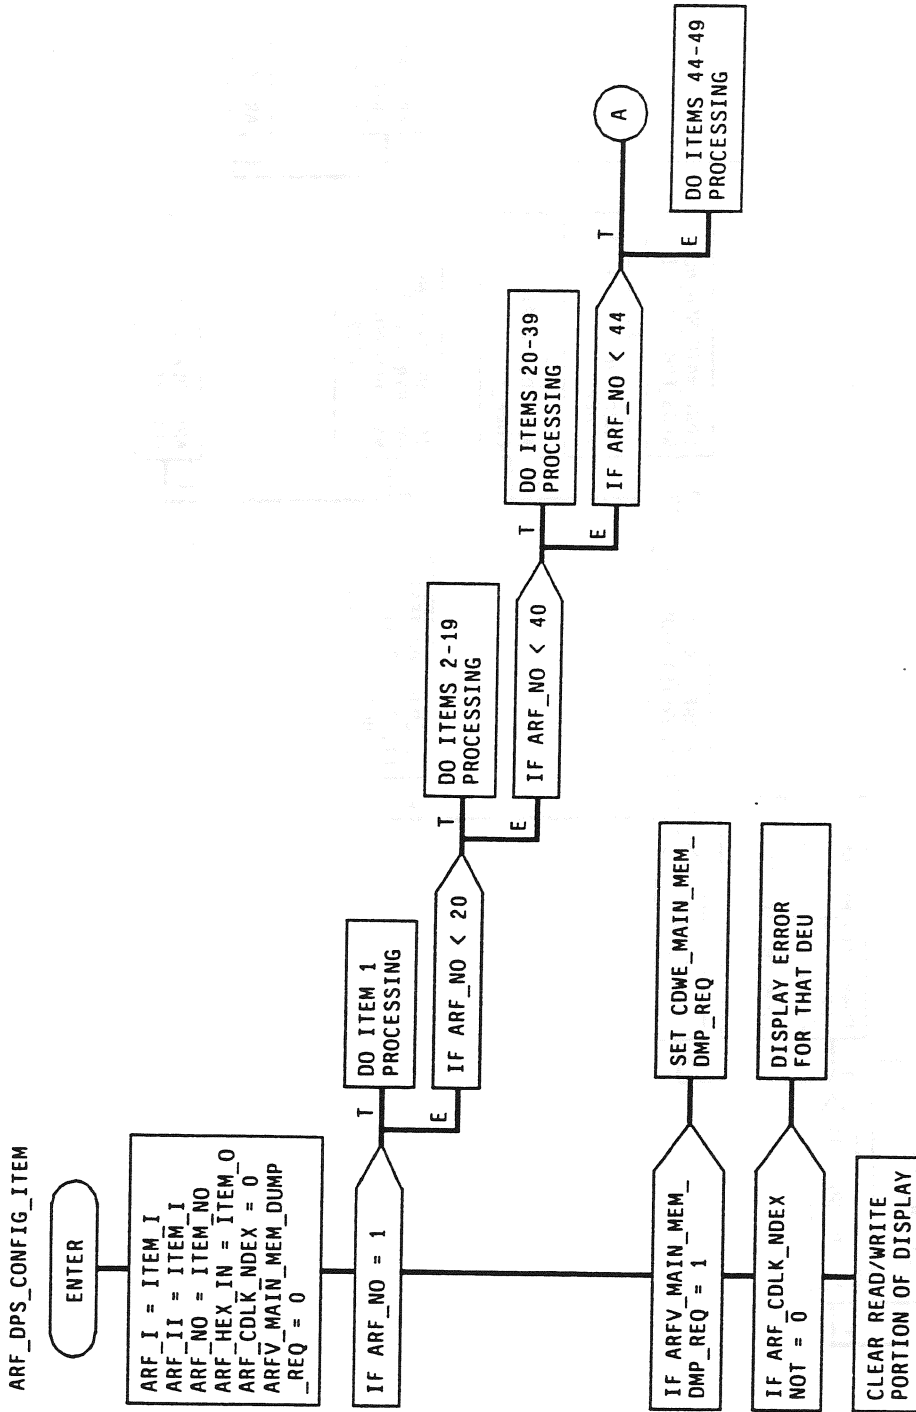 ARF_DPS_CONFIG_ITEM
ENTER
ARF_I = ITEM_I
ARF_II = ITEM_I
ARF_NO = ITEM_NO
ARF_HEX_IN = ITEM_O
ARF_CDLK_NDEX = 0
ARFV_MAIN_MEM_DUMP
_REQ = 0
IF ARF_NO = 1
T
DO ITEM 1
PROCESSING
E
IF ARF_NO < 20
T
DO ITEMS 2-19
PROCESSING
E
IF ARF_NO < 40
T
DO ITEMS 20-39
PROCESSING
E
IF ARF_NO < 44
T
A
E
DO ITEMS 44-49
PROCESSING
IF ARFV_MAIN_MEM_
DMP_REQ = 1
SET CDWE_MAIN_MEM_
DMP_REQ
IF ARF_CDLK_NDEX
NOT = 0
DISPLAY ERROR
FOR THAT DEU
CLEAR READ/WRITE
PORTION OF DISPLAY